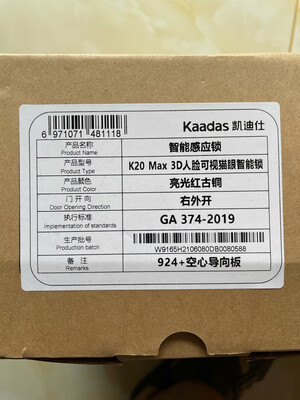 Kaadas 凯迪仕
6 971071 481118
产品名称 Product Name 智能感应锁
产品型号 Product Type K20 Max 3D人脸可视猫眼智能锁
产品颜色 Product Color 亮光红古铜
门开向 Door Opening Direction 右外开
执行标准 Implementation of standards GA 374-2019
生产批号 Production batch W9165H2106080DB0080588
备注 Remarks 924+空心导向板